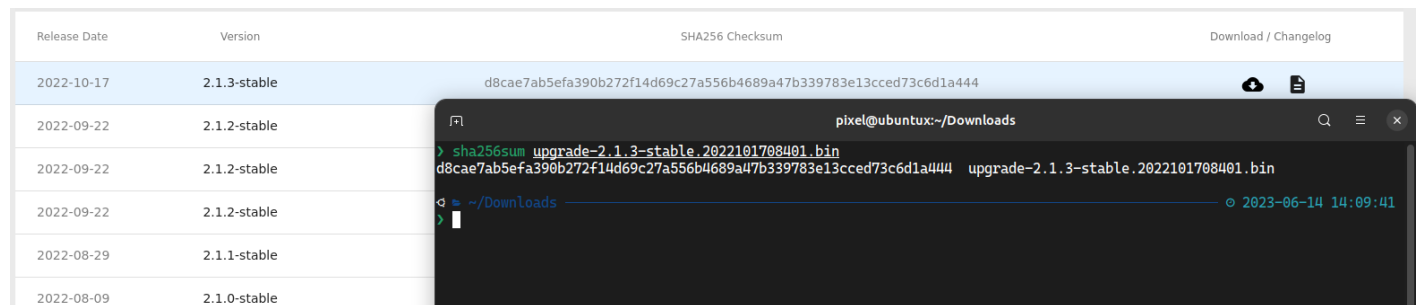 Release Date Version SHA256 Checksum Download / Changelog
2022-10-17 2.1.3-stable d8cae7ab5efa390b272f14d69c27a556b4689a47b339783e13cced73c6d1a444
2022-09-22 2.1.2-stable
2022-09-22 2.1.2-stable
2022-09-22 2.1.2-stable
2022-08-29 2.1.1-stable
2022-08-09 2.1.0-stable
pixel@ubuntux:~/Downloads
❯ sha256sum upgrade-2.1.3-stable.2022101708401.bin
d8cae7ab5efa390b272f14d69c27a556b4689a47b339783e13cced73c6d1a444  upgrade-2.1.3-stable.2022101708401.bin
~/Downloads 2023-06-14 14:09:41
❯